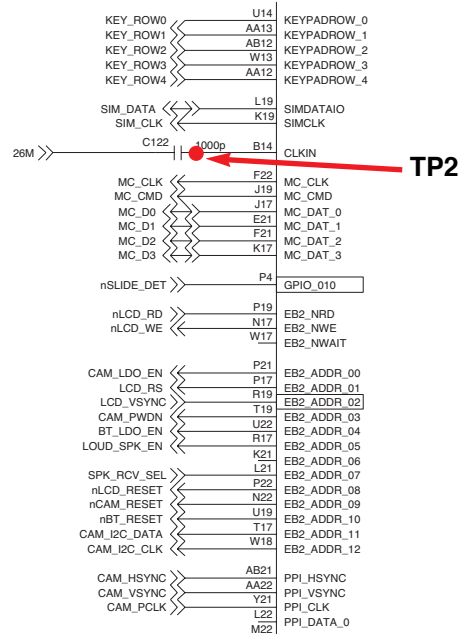 KEY_ROW0 U14 KEYPADROW_0
KEY_ROW1 AA13 KEYPADROW_1
KEY_ROW2 AB12 KEYPADROW_2
KEY_ROW3 W13 KEYPADROW_3
KEY_ROW4 AA12 KEYPADROW_4
SIM_DATA L19 SIMDATAIO
SIM_CLK K19 SIMCLK
26M C122 1000p B14 CLKIN
TP2
MC_CLK F22 MC_CLK
MC_CMD J19 MC_CMD
MC_D0 J17 MC_DAT_0
MC_D1 E21 MC_DAT_1
MC_D2 F21 MC_DAT_2
MC_D3 K17 MC_DAT_3
nSLIDE_DET P4 GPIO_010
nLCD_RD P19 EB2_NRD
nLCD_WE N17 EB2_NWE
W17 EB2_NWAIT
CAM_LDO_EN P21 EB2_ADDR_00
LCD_RS P17 EB2_ADDR_01
LCD_VSYNC R19 EB2_ADDR_02
CAM_PWDN T19 EB2_ADDR_03
BT_LDO_EN U22 EB2_ADDR_04
LOUD_SPK_EN R17 EB2_ADDR_05
K21 EB2_ADDR_06
SPK_RCV_SEL L21 EB2_ADDR_07
nLCD_RESET P22 EB2_ADDR_08
nCAM_RESET N22 EB2_ADDR_09
nBT_RESET U19 EB2_ADDR_10
CAM_I2C_DATA T17 EB2_ADDR_11
CAM_I2C_CLK W18 EB2_ADDR_12
CAM_HSYNC AB21 PPI_HSYNC
CAM_VSYNC AA22 PPI_VSYNC
CAM_PCLK Y21 PPI_CLK
L22 PPI_DATA_0
M22